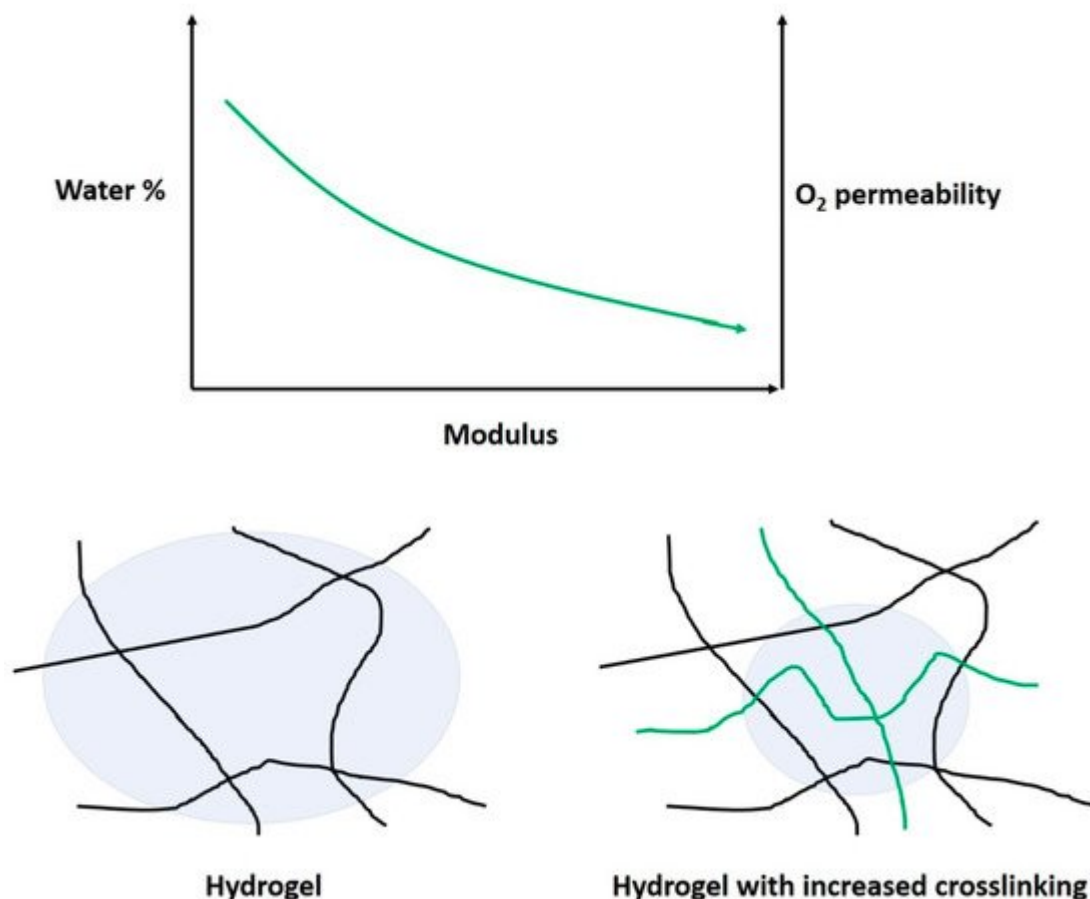 Water %
O₂ permeability
Modulus
Hydrogel
Hydrogel with increased crosslinking